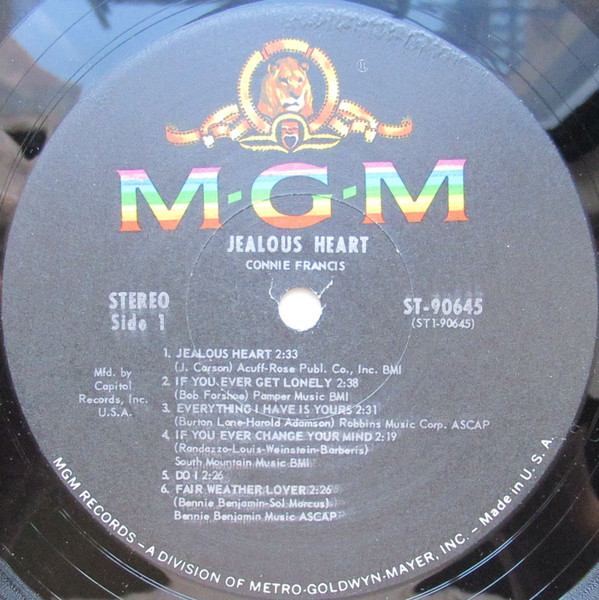 M·G·M
JEALOUS HEART
CONNIE FRANCIS
STEREO
Side 1
ST-90645
(ST1-90645)
Mfd. by
Capitol
Records, Inc.
U.S.A.
1. JEALOUS HEART 2:33
(J. Carson) Acuff-Rose Publ. Co., Inc. BMI
2. IF YOU EVER GET LONELY 2:38
(Bob Forshee) Pamper Music BMI
3. EVERYTHING I HAVE IS YOURS 2:31
(Burton Lane-Harold Adamson) Robbins Music Corp. ASCAP
4. IF YOU EVER CHANGE YOUR MIND 2:19
(Randazzo-Louis-Weinstein-Barberis)
South Mountain Music BMI
5. DO I 2:26
6. FAIR WEATHER LOVER 2:26
(Bennie Benjamin-Sol Marcus)
Bennie Benjamin Music ASCAP
MGM RECORDS – A DIVISION OF METRO-GOLDWYN-MAYER, INC. – Made in U.S.A.